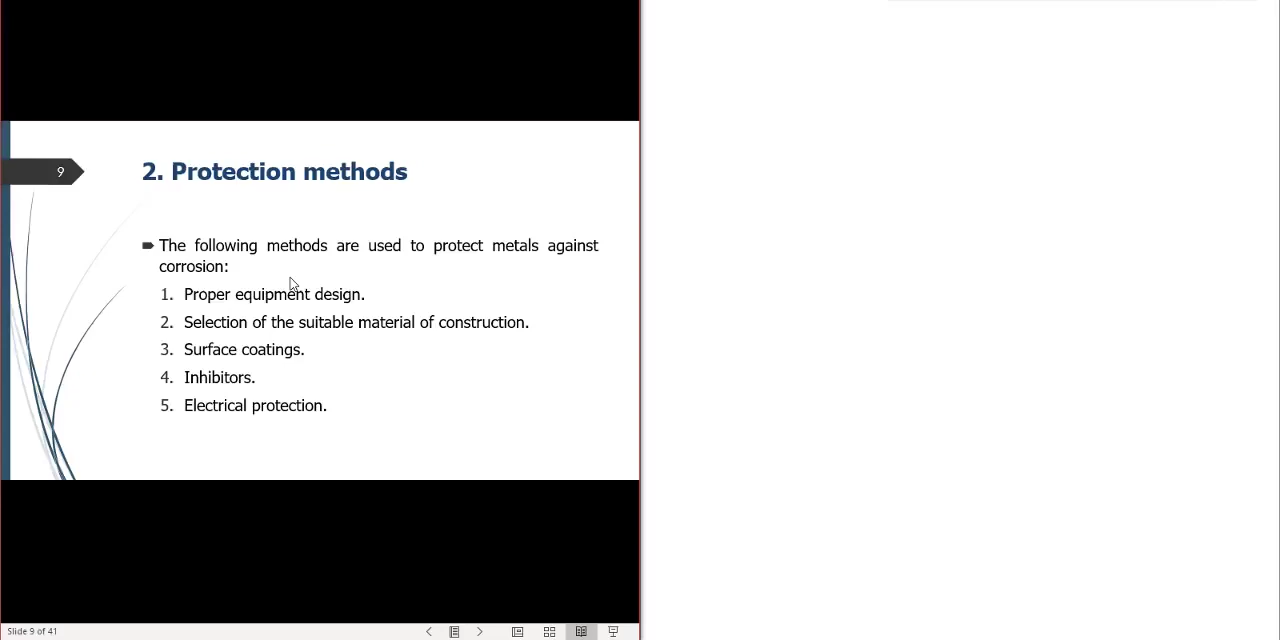 9
2. Protection methods
The following methods are used to protect metals against
corrosion:
1. Proper equipment design.
2. Selection of the suitable material of construction.
3. Surface coatings.
4. Inhibitors.
5. Electrical protection.
Slide 9 of 41